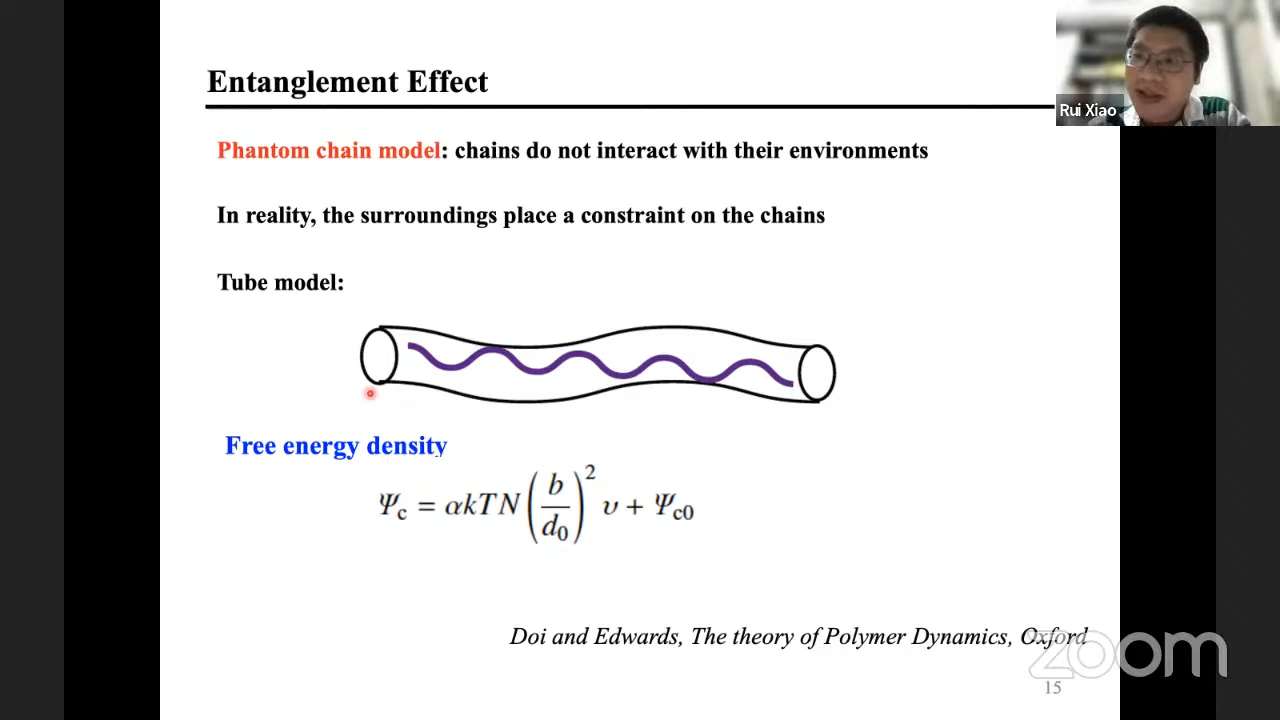 Entanglement Effect
Rui Xiao
Phantom chain model: chains do not interact with their environments
In reality, the surroundings place a constraint on the chains
Tube model:
Free energy density
Ψc = αkTN(b/d0)^2 υ + Ψc0
Doi and Edwards, The theory of Polymer Dynamics, Oxford
zoom
15